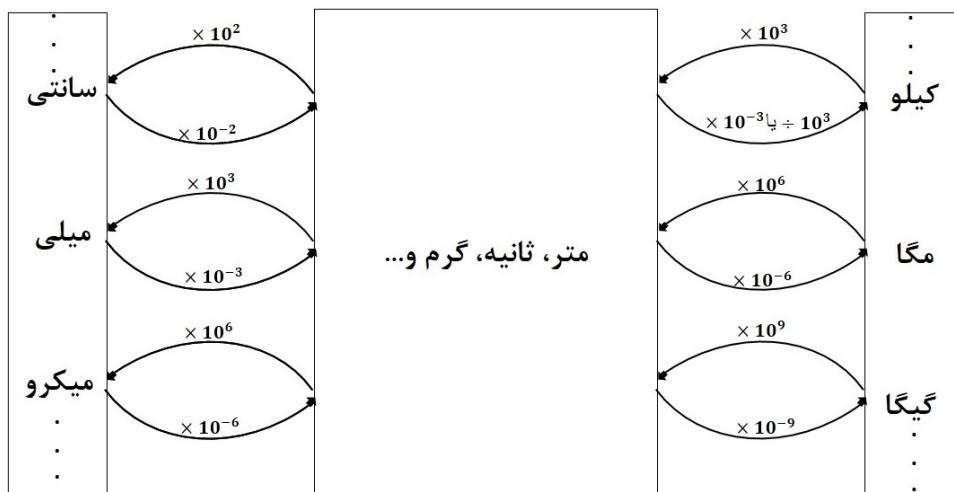 × 10²
× 10³
سانتی
کیلو
× 10⁻²
× 10⁻³ یا ÷ 10³
× 10³
× 10⁶
میلی
متر، ثانیه، گرم و...
مگا
× 10⁻³
× 10⁻⁶
× 10⁶
× 10⁹
میکرو
گیگا
× 10⁻⁶
× 10⁻⁹